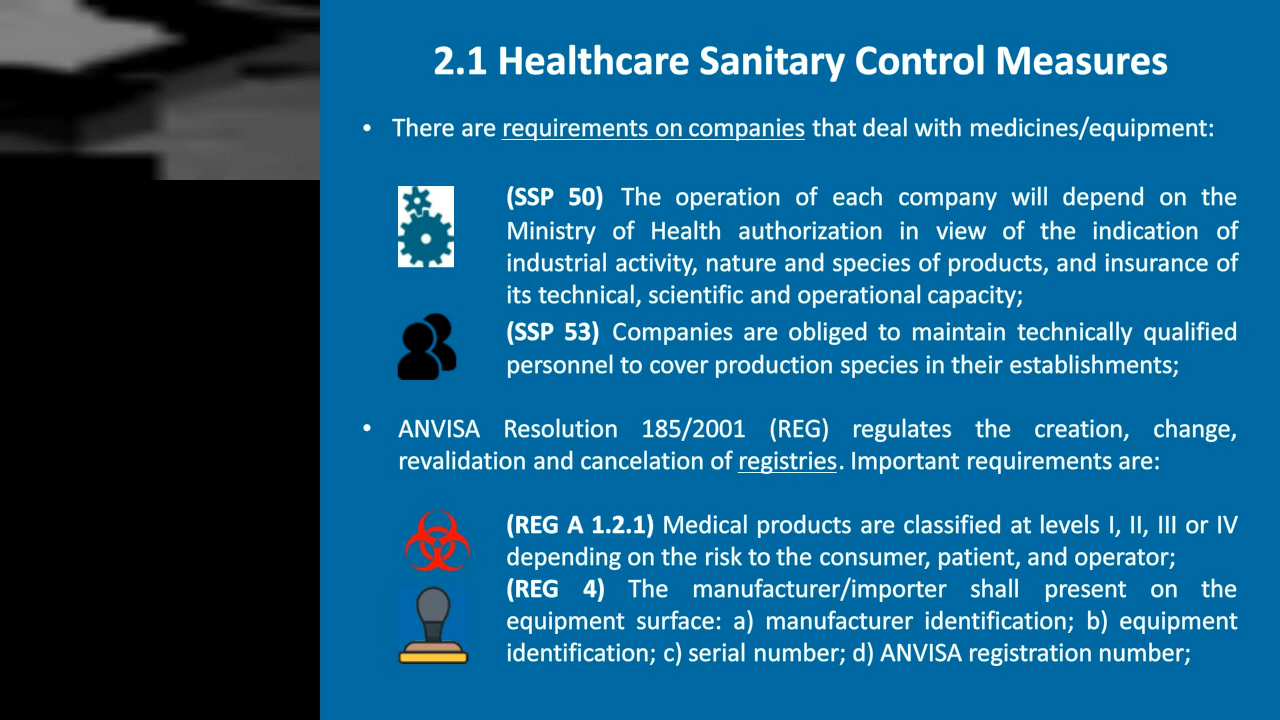 2.1 Healthcare Sanitary Control Measures
• There are requirements on companies that deal with medicines/equipment:
(SSP 50) The operation of each company will depend on the
Ministry of Health authorization in view of the indication of
industrial activity, nature and species of products, and insurance of
its technical, scientific and operational capacity;
(SSP 53) Companies are obliged to maintain technically qualified
personnel to cover production species in their establishments;
• ANVISA Resolution 185/2001 (REG) regulates the creation, change,
revalidation and cancelation of registries. Important requirements are:
(REG A 1.2.1) Medical products are classified at levels I, II, III or IV
depending on the risk to the consumer, patient, and operator;
(REG 4) The manufacturer/importer shall present on the
equipment surface: a) manufacturer identification; b) equipment
identification; c) serial number; d) ANVISA registration number;